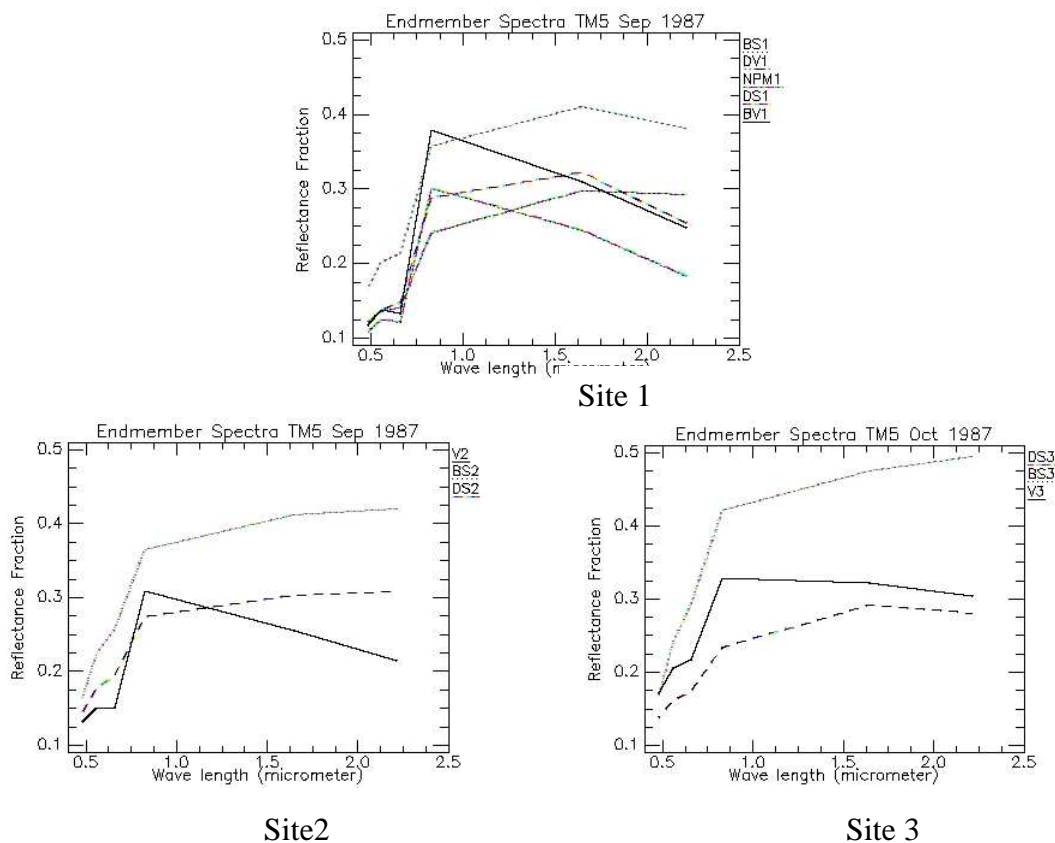 Endmember Spectra TM5 Sep 1987
0.5
0.4
0.3
0.2
0.1
Reflectance Fraction
BS1
DV1
NPM1
DS1
BV1
0.5
1.0
1.5
2.0
2.5
Wave length
Site 1
Endmember Spectra TM5 Sep 1987
0.5
0.4
0.3
0.2
0.1
Reflectance Fraction
V2
BS2
DS2
0.5
1.0
1.5
2.0
2.5
Wave length (micrometer)
Site2
Endmember Spectra TM5 Oct 1987
0.5
0.4
0.3
0.2
0.1
Reflectance Fraction
DS3
BS3
V3
0.5
1.0
1.5
2.0
2.5
Wave length (micrometer)
Site 3